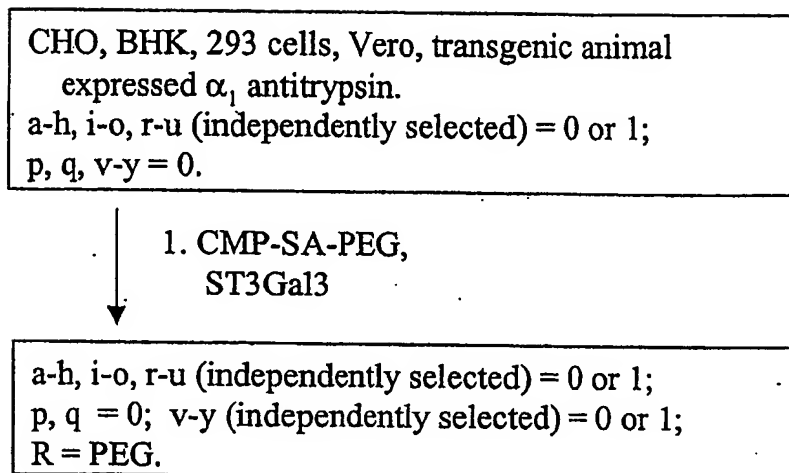 CHO, BHK, 293 cells, Vero, transgenic animal
expressed α₁ antitrypsin.
a-h, i-o, r-u (independently selected) = 0 or 1;
p, q, v-y = 0.
1. CMP-SA-PEG,
ST3Gal3
a-h, i-o, r-u (independently selected) = 0 or 1;
p, q = 0; v-y (independently selected) = 0 or 1;
R = PEG.